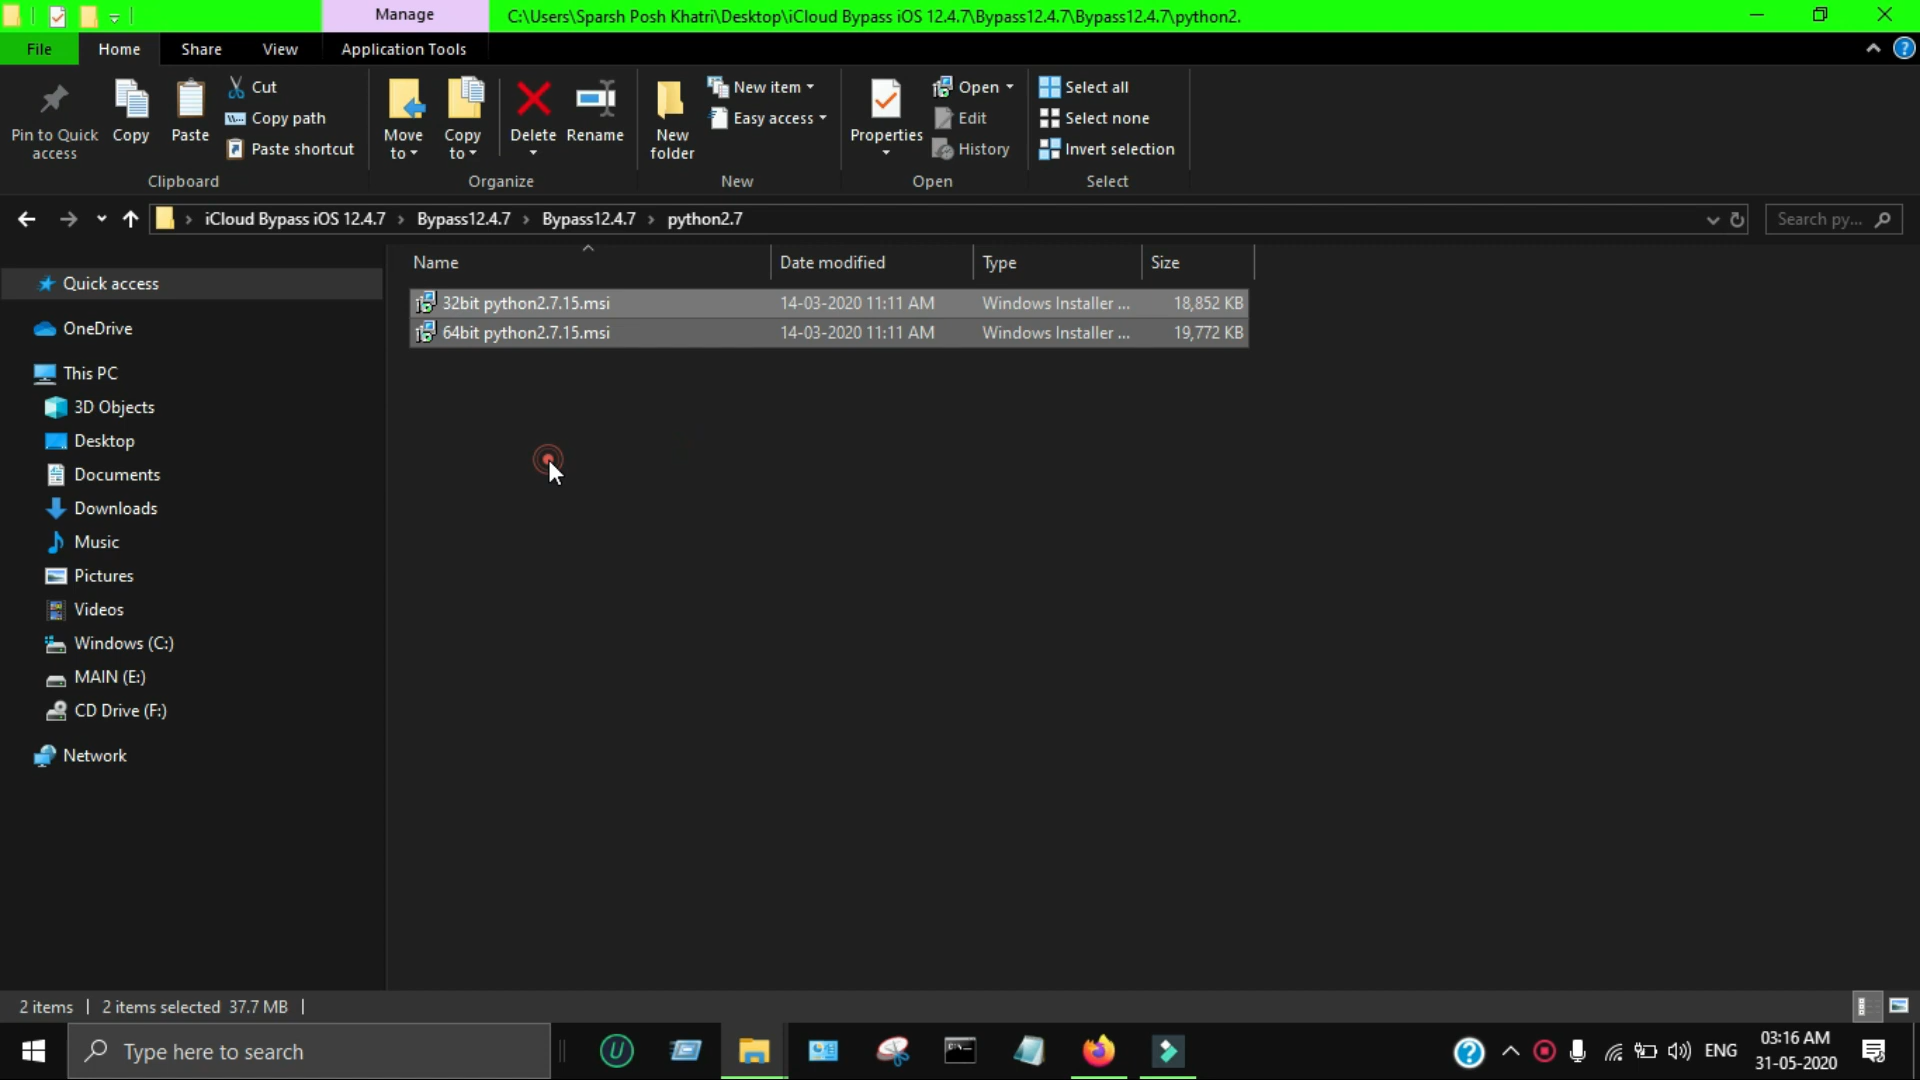 Manage
C:\Users\Sparsh Posh Khatri\Desktop\iCloud Bypass iOS 12.4.7\Bypass12.4.7\Bypass12.4.7\python2.
File
Home
Share
View
Application Tools
Pin to Quick access
Copy
Paste
Cut
Copy path
Paste shortcut
Move to
Copy to
Delete
Rename
New folder
New item
Easy access
Properties
Open
Edit
History
Select all
Select none
Invert selection
Clipboard
Organize
New
Open
Select
iCloud Bypass iOS 12.4.7 › Bypass12.4.7 › Bypass12.4.7 › python2.7
Search py...
Name
Date modified
Type
Size
32bit python2.7.15.msi 14-03-2020 11:11 AM Windows Installer ... 18,852 KB
64bit python2.7.15.msi 14-03-2020 11:11 AM Windows Installer ... 19,772 KB
Quick access
OneDrive
This PC
3D Objects
Desktop
Documents
Downloads
Music
Pictures
Videos
Windows (C:)
MAIN (E:)
CD Drive (F:)
Network
2 items
2 items selected 37.7 MB
Type here to search
ENG
03:16 AM
31-05-2020